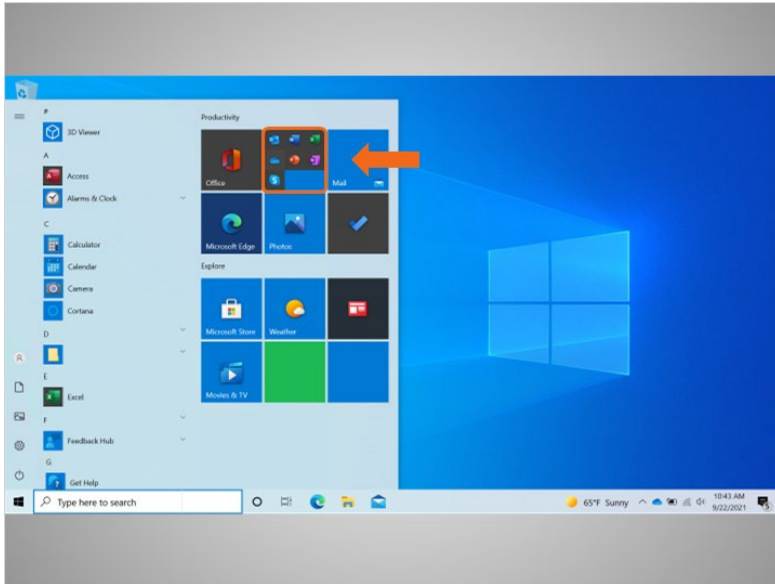 #
3D Viewer
A
Access
Alarms & Clock
C
Calculator
Calendar
Camera
Cortana
D
E
Excel
F
Feedback Hub
G
Get Help
Productivity
Office
Mail
Microsoft Edge
Photos
Explore
Microsoft Store
Weather
Movies & TV
Type here to search
65°F Sunny
10:43 AM
9/22/2021
5